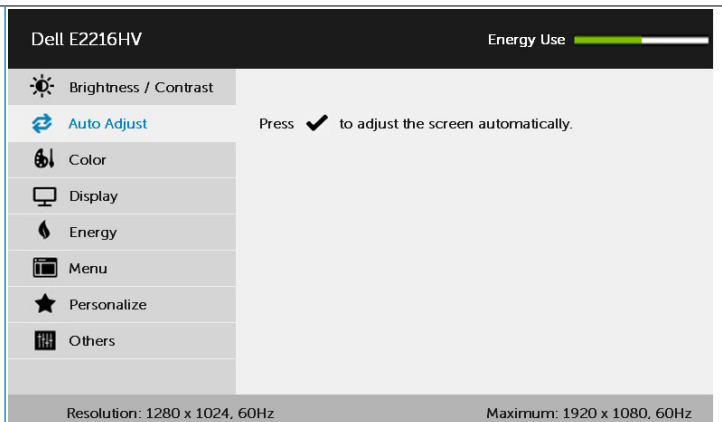 Dell E2216HV
Energy Use
Brightness / Contrast
Auto Adjust
Press ✔ to adjust the screen automatically.
Color
Display
Energy
Menu
Personalize
Others
Resolution: 1280 x 1024, 60Hz
Maximum: 1920 x 1080, 60Hz